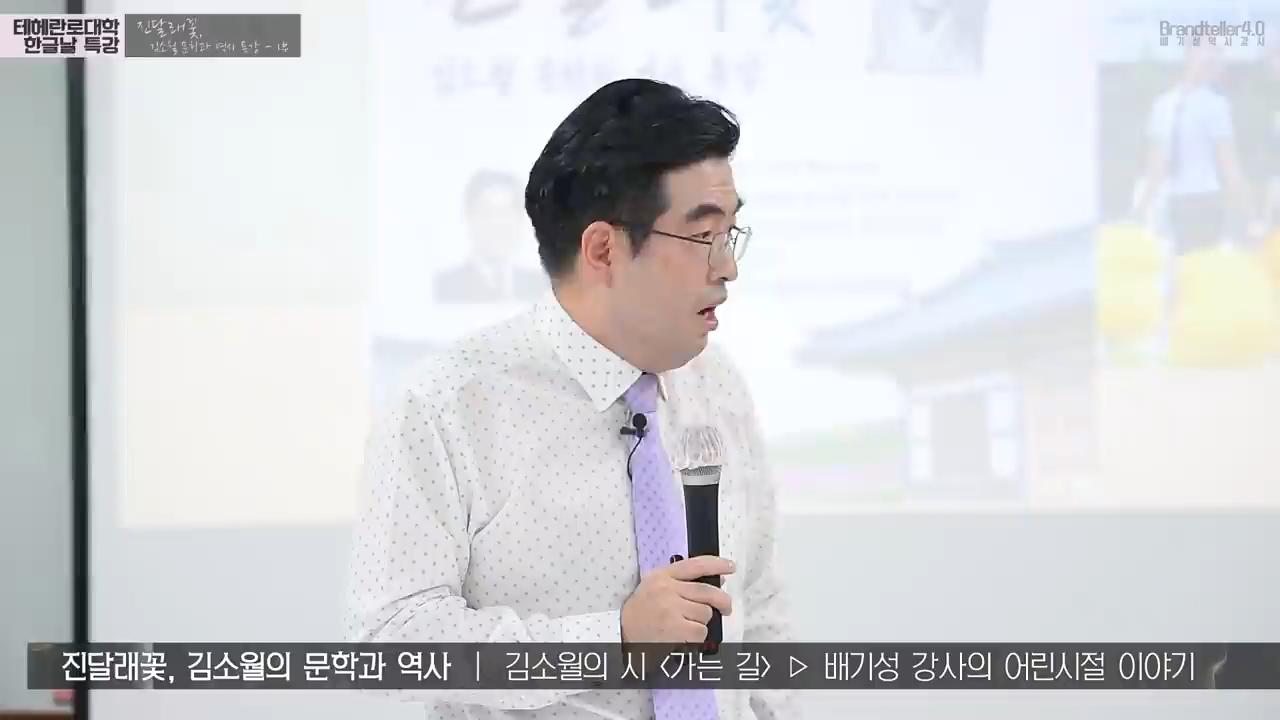 테헤란로대학
한글날 특강
진달래꽃,
김소월 문학과 역사 특강 - 1부
Brandteller4.0
배기성역사강사
진달래꽃, 김소월의 문학과 역사 | 김소월의 시 <가는 길> ▷ 배기성 강사의 어린시절 이야기